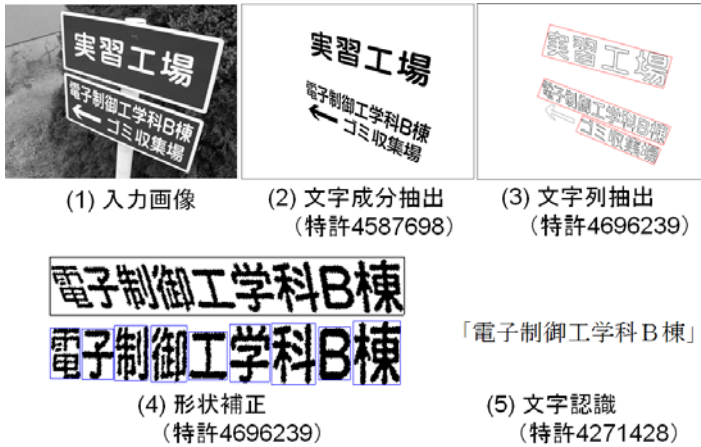 実習工場
電子制御工学科B棟
← ゴミ収集場
実習工場
電子制御工学科B棟
← ゴミ収集場
実習工場
電子制御工学科B棟
ゴミ収集場
(1) 入力画像
(2) 文字成分抽出
（特許4587698）
(3) 文字列抽出
（特許4696239）
電子制御工学科B棟
電子制御工学科B棟
「電子制御工学科B棟」
(4) 形状補正
（特許4696239）
(5) 文字認識
（特許4271428）